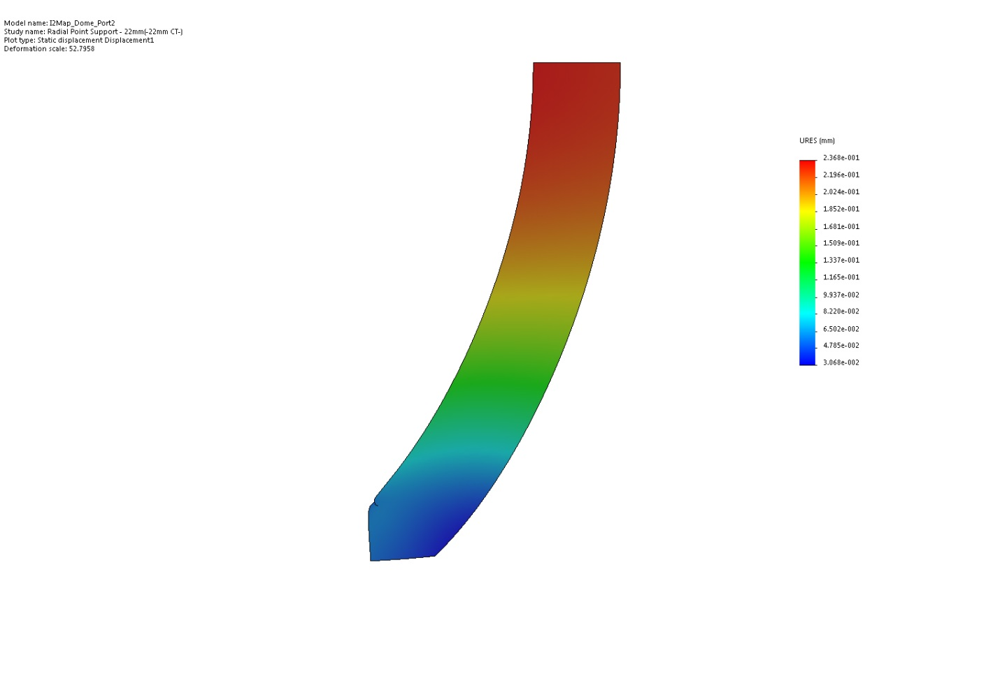 Model name: I2Map_Dome_Port2
Study name: Radial Point Support - 22mm(-22mm CT-)
Plot type: Static displacement Displacement1
Deformation scale: 52.7958
URES (mm)
2.368e-001
2.196e-001
2.024e-001
1.852e-001
1.681e-001
1.509e-001
1.337e-001
1.165e-001
9.937e-002
8.220e-002
6.502e-002
4.785e-002
3.068e-002